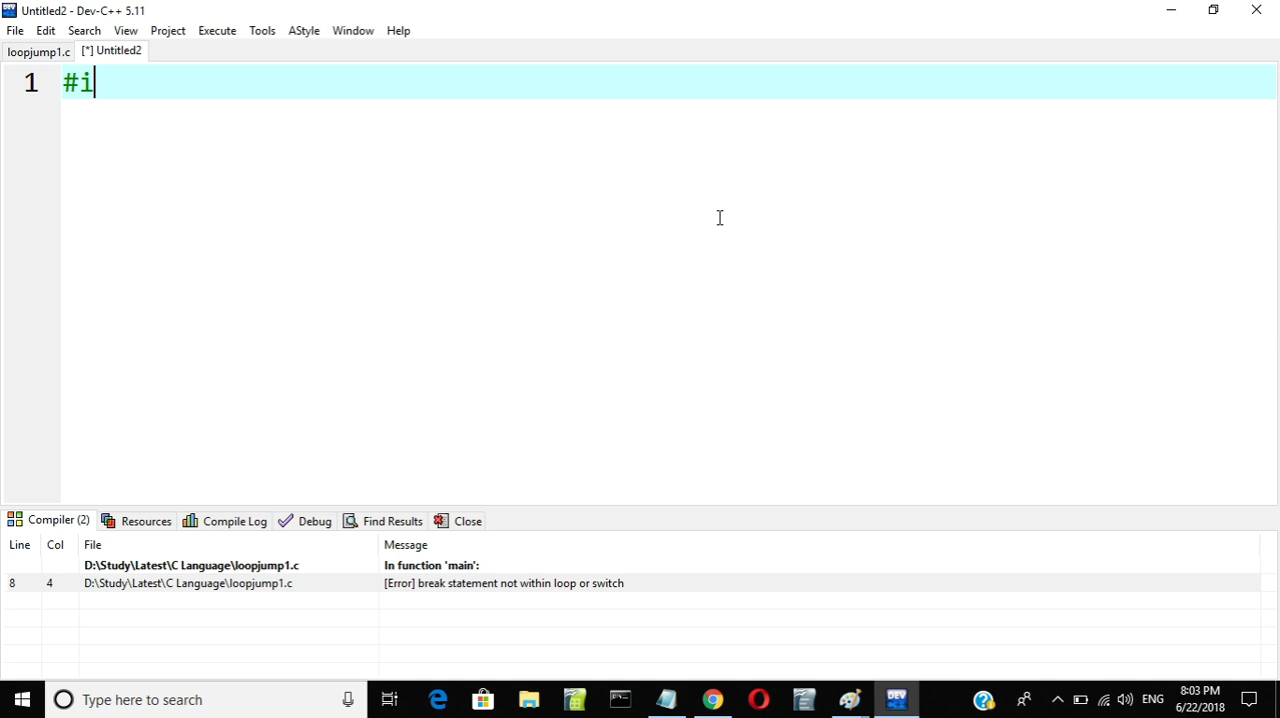 Untitled2 - Dev-C++ 5.11
File Edit Search View Project Execute Tools AStyle Window Help
loopjump1.c [*] Untitled2
1 #i
Compiler (2) Resources Compile Log Debug Find Results Close
Line Col File Message
D:\Study\Latest\C Language\loopjump1.c In function 'main':
8 4 D:\Study\Latest\C Language\loopjump1.c [Error] break statement not within loop or switch
Type here to search ENG 8:03 PM
6/22/2018